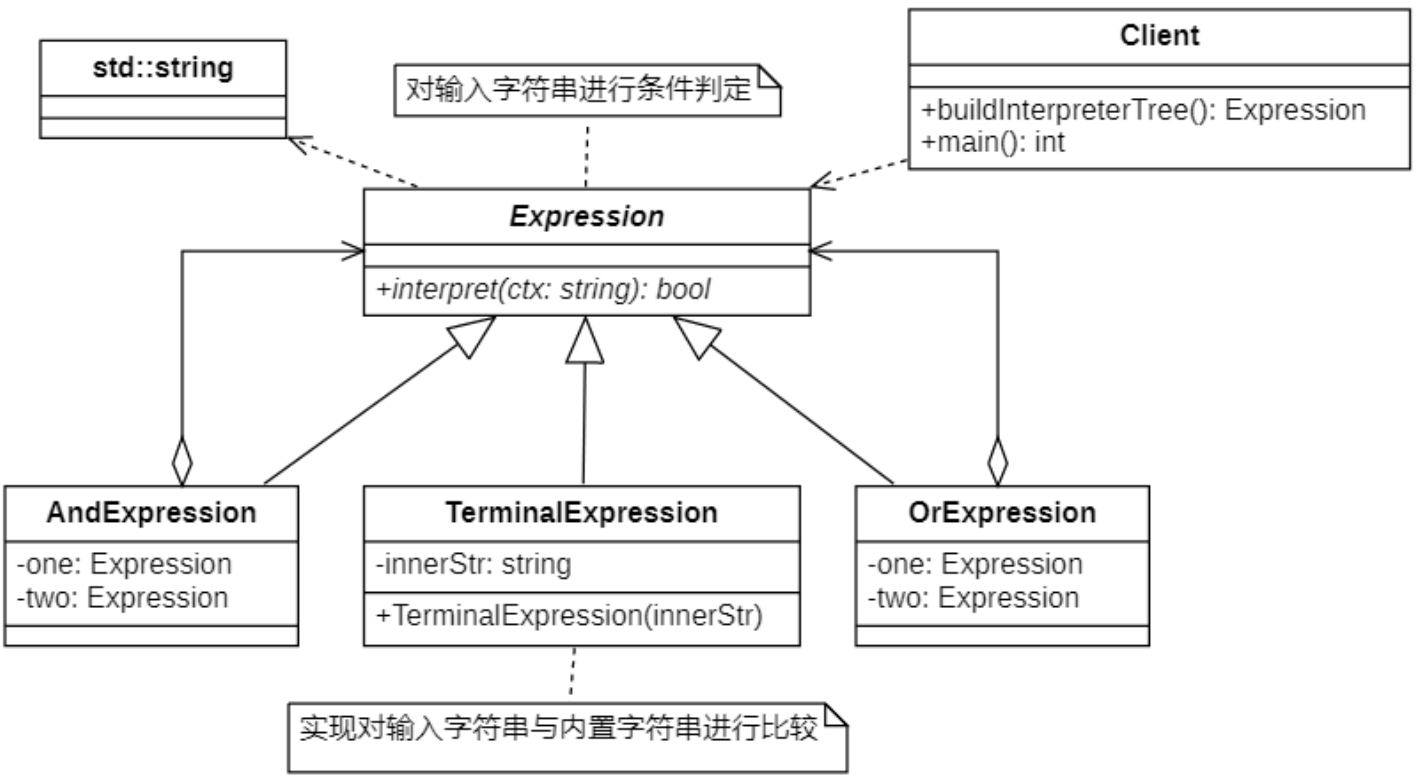 std::string
对输入字符串进行条件判定
Client
+buildInterpreterTree(): Expression
+main(): int
Expression
+interpret(ctx: string): bool
AndExpression
-one: Expression
-two: Expression
TerminalExpression
-innerStr: string
+TerminalExpression(innerStr)
OrExpression
-one: Expression
-two: Expression
实现对输入字符串与内置字符串进行比较